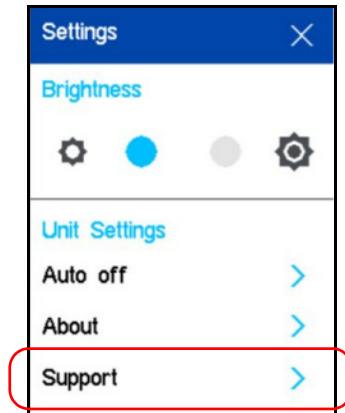 Settings
Brightness
Unit Settings
Auto off
About
Support